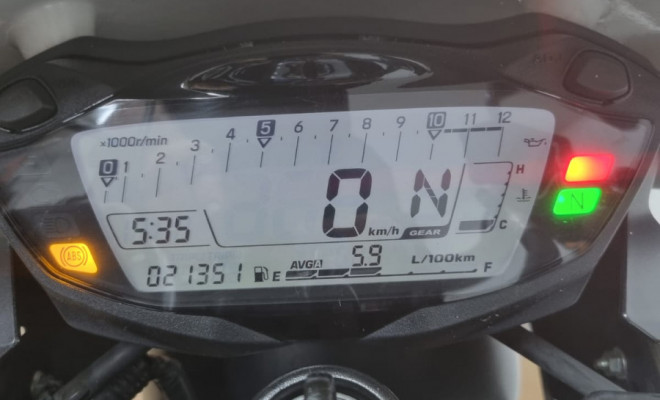 ×1000r/min
0 1 2 3 4 5 6 7 8 9 10 11 12
H
0 km/h N GEAR
N
5:35
C
ABS
AVG A 5.9 L/100km
021351 E F